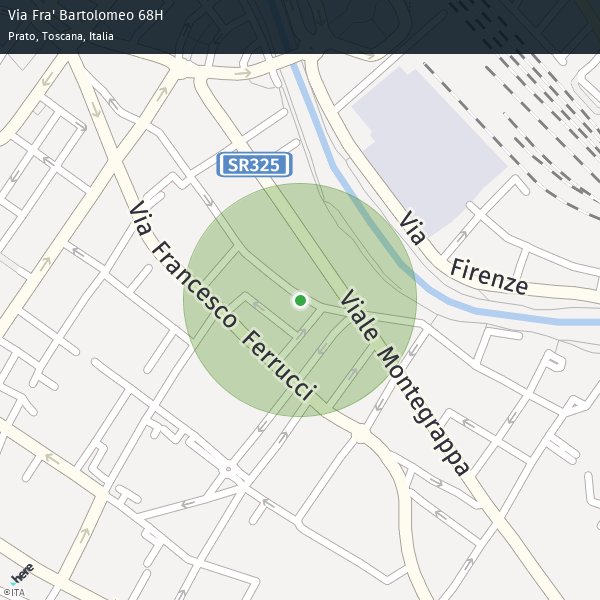 Via Fra' Bartolomeo 68H
Prato, Toscana, Italia
SR325
Via Firenze
Via Francesco Ferrucci
Viale Montegrappa
here
©ITA